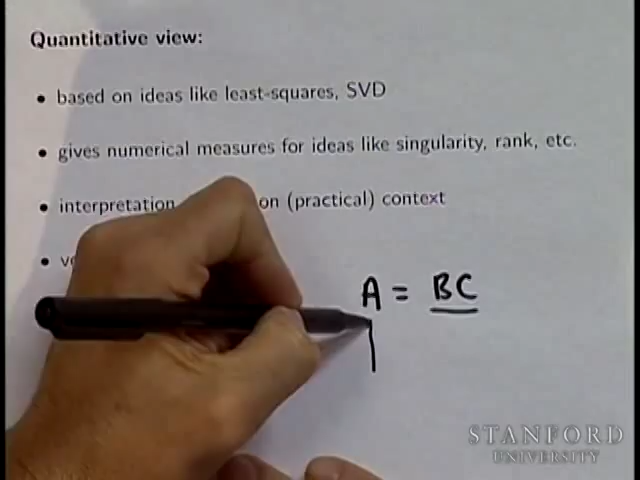 Quantitative view:
• based on ideas like least-squares, SVD
• gives numerical measures for ideas like singularity, rank, etc.
• interpretation on (practical) context
A = BC
STANFORD
UNIVERSITY